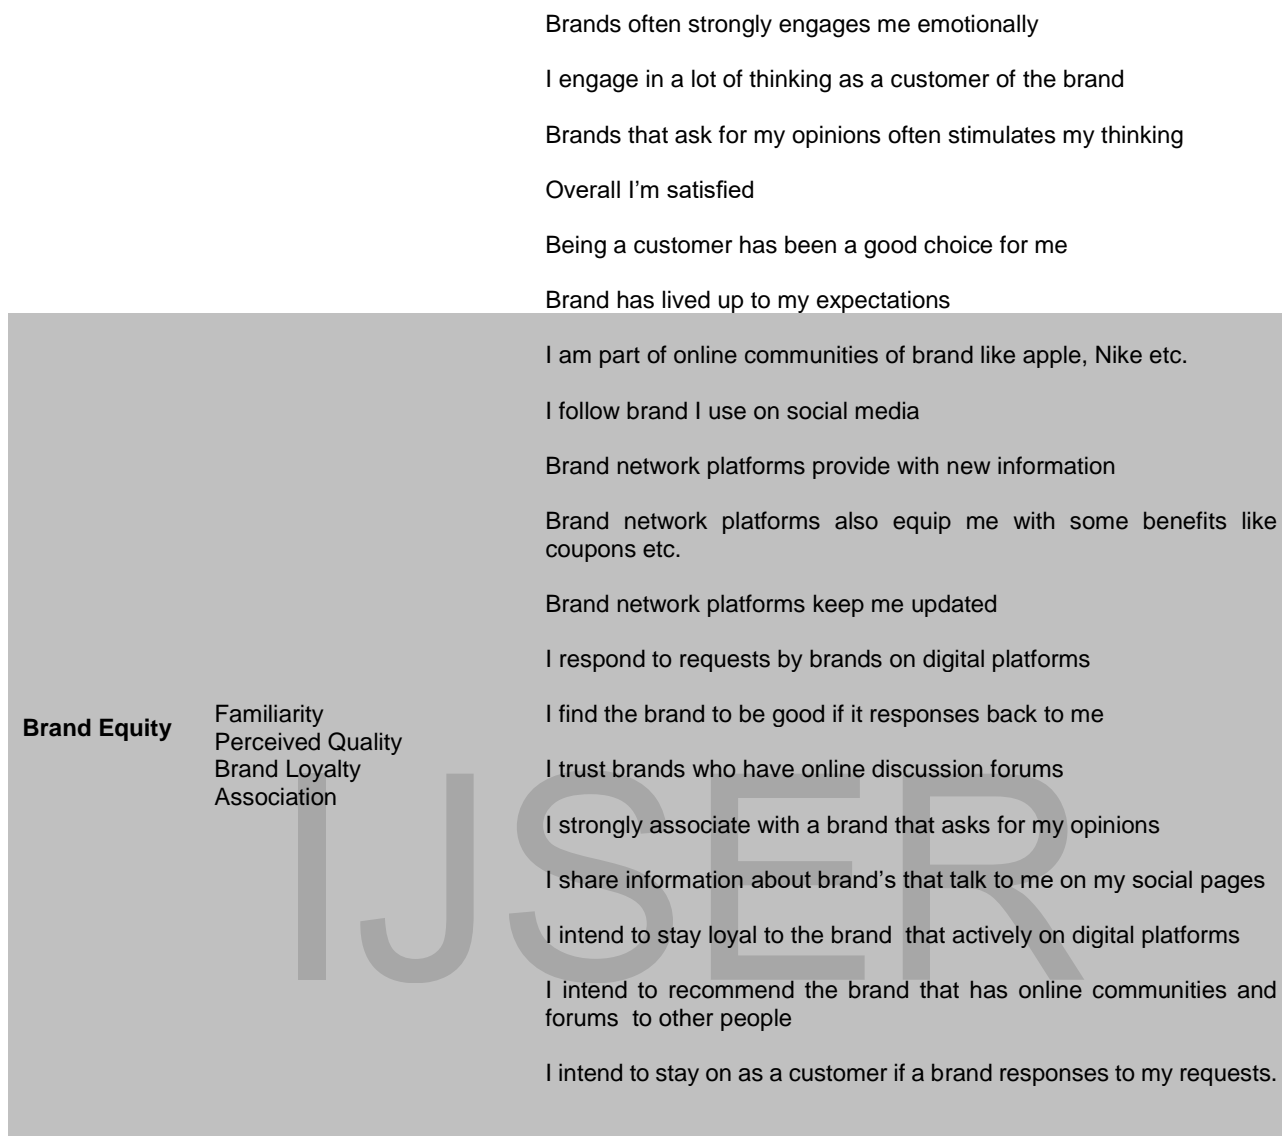 Brands often strongly engages me emotionally
I engage in a lot of thinking as a customer of the brand
Brands that ask for my opinions often stimulates my thinking
Overall I’m satisfied
Being a customer has been a good choice for me
Brand has lived up to my expectations
I am part of online communities of brand like apple, Nike etc.
I follow brand I use on social media
Brand network platforms provide with new information
Brand network platforms also equip me with some benefits like
coupons etc.
Brand network platforms keep me updated
I respond to requests by brands on digital platforms
Brand Equity
Familiarity
Perceived Quality
Brand Loyalty
Association
I find the brand to be good if it responses back to me
I trust brands who have online discussion forums
I strongly associate with a brand that asks for my opinions
I share information about brand’s that talk to me on my social pages
I intend to stay loyal to the brand that actively on digital platforms
I intend to recommend the brand that has online communities and
forums to other people
I intend to stay on as a customer if a brand responses to my requests.
IJSER